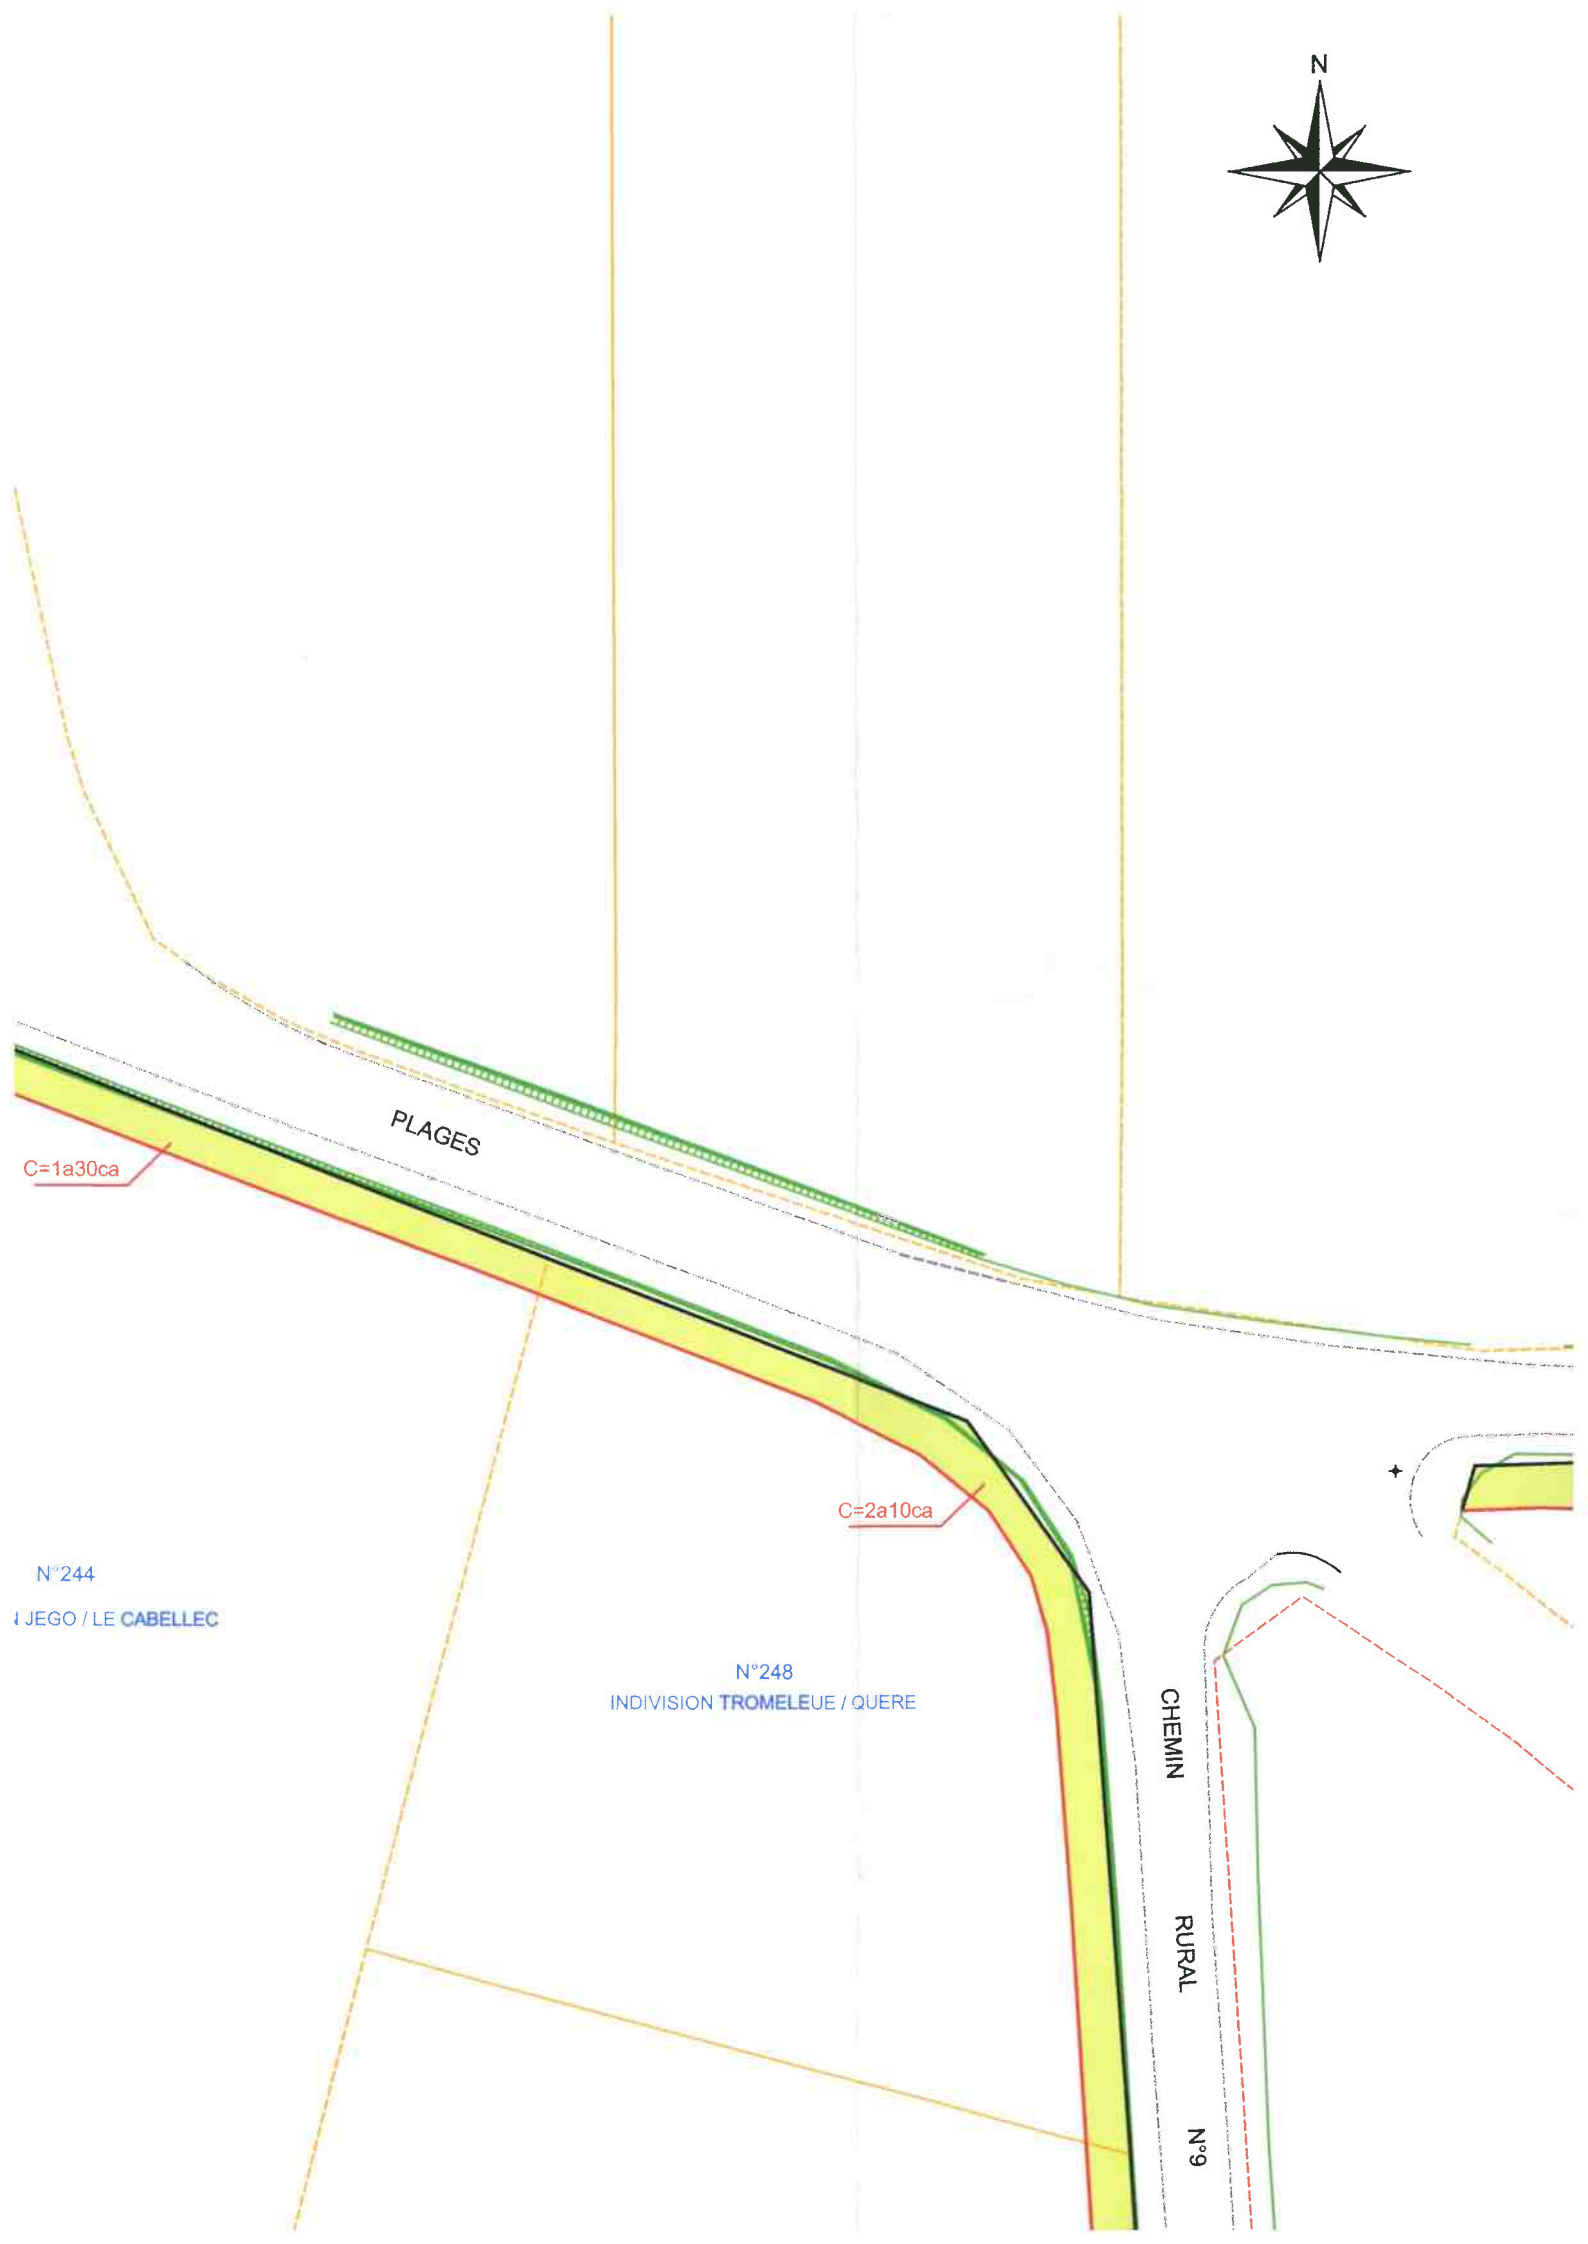 N
PLAGES
C=1a30ca
C=2a10ca
N°244
JEGO / LE CABELLEC
N°248
INDIVISION TROMELEUE / QUERE
CHEMIN
RURAL
N°9